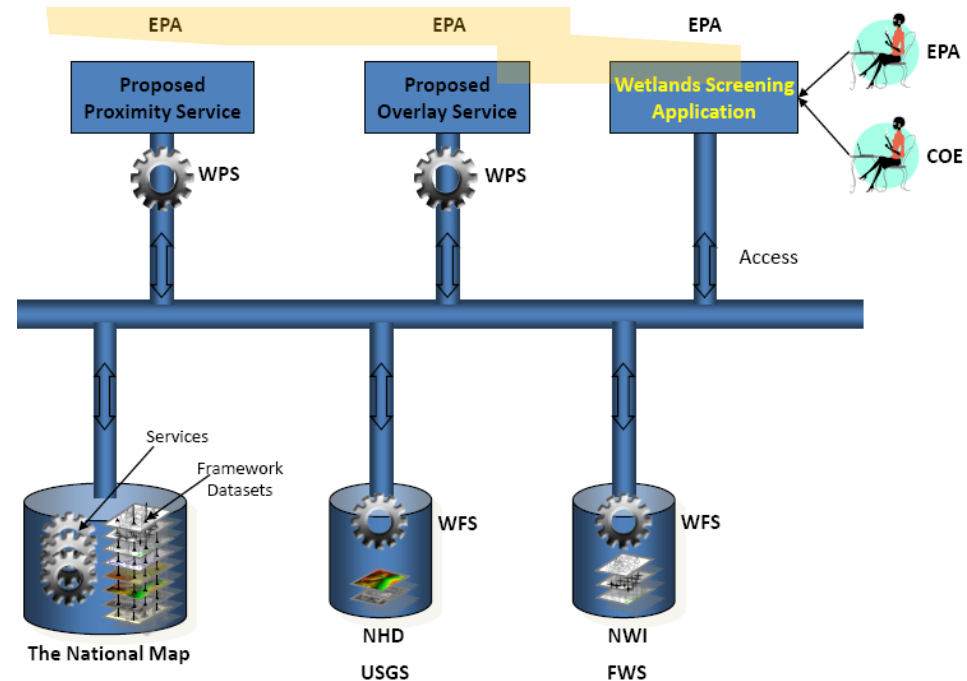 EPA
EPA
EPA
Proposed
Proximity Service
Proposed
Overlay Service
Wetlands Screening
Application
EPA
COE
WPS
WPS
Access
Services
Framework
Datasets
WFS
WFS
The National Map
NHD
USGS
NWI
FWS